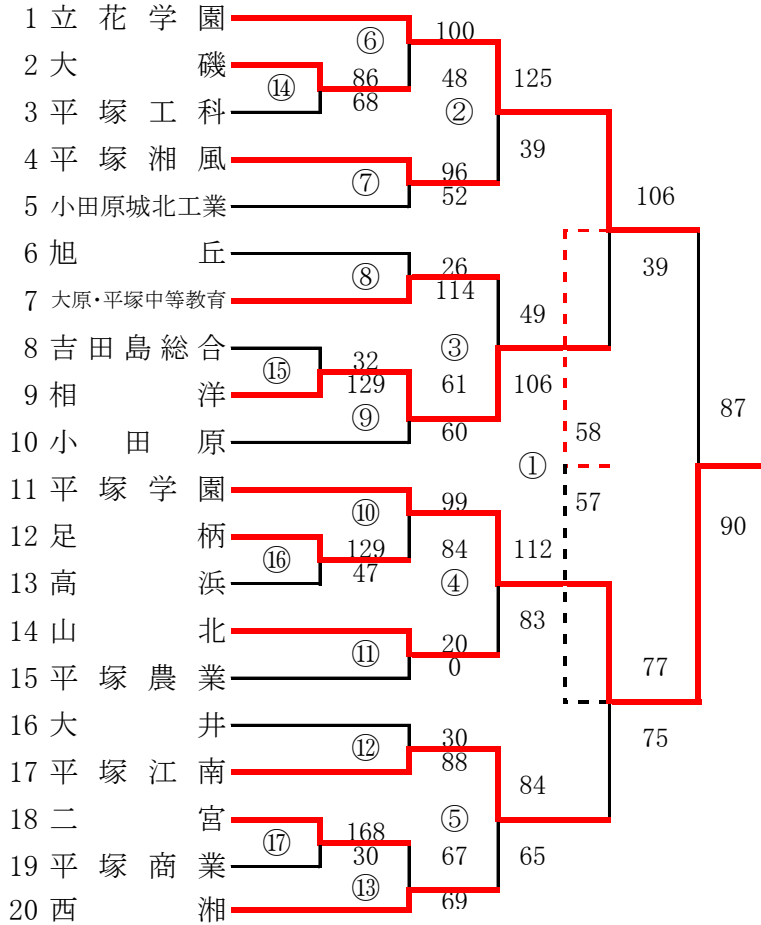 1 立花学園
⑥
100
2 大磯
⑭
86
68
48
②
125
3 平塚工科
39
4 平塚湘風
⑦
96
52
106
5 小田原城北工業
39
6 旭丘
⑧
26
114
7 大原・平塚中等教育
49
8 吉田島総合
⑮
32
129
③
61
106
9 相洋
⑨
60
87
10 小田原
58
①
57
11 平塚学園
⑩
99
90
12 足柄
⑯
129
47
84
④
112
13 高浜
83
14 山北
⑪
20
0
77
15 平塚農業
75
16 大井
⑫
30
88
17 平塚江南
84
18 二宮
⑰
168
30
⑤
67
65
19 平塚商業
⑬
69
20 西湘